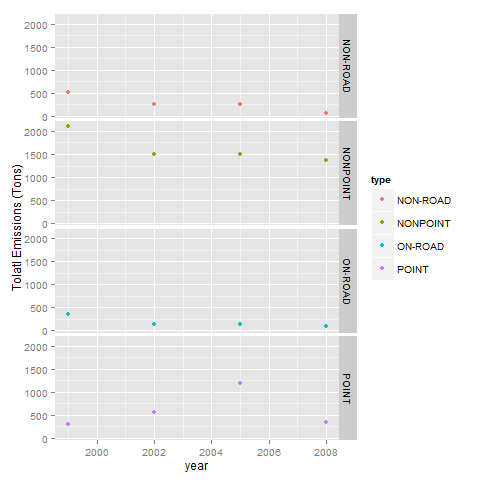 2000
1500
1000
500
0
NON-ROAD
2000
1500
1000
500
0
NONPOINT
2000
1500
1000
500
0
ON-ROAD
2000
1500
1000
500
0
POINT
Tolatl Emissions (Tons)
2000 2002 2004 2006 2008
year
type
NON-ROAD
NONPOINT
ON-ROAD
POINT